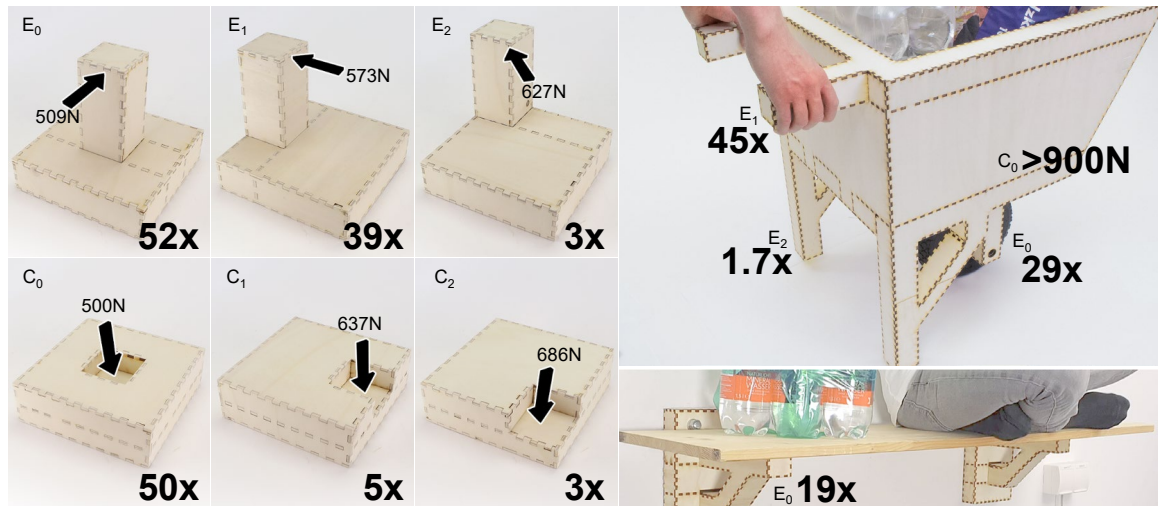 E0
509N
52x
E1
573N
39x
E2
627N
3x
C0
500N
50x
C1
637N
5x
C2
686N
3x
E1
45x
C0 >900N
E2
1.7x
E0
29x
E0 19x